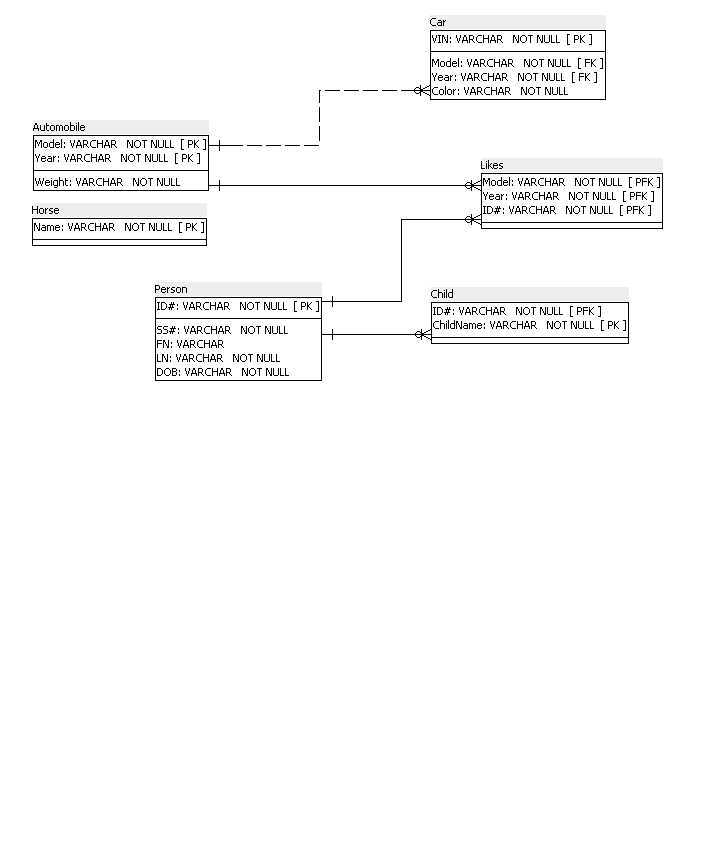 Car
VIN: VARCHAR NOT NULL [ PK ]
Model: VARCHAR NOT NULL [ FK ]
Year: VARCHAR NOT NULL [ FK ]
Color: VARCHAR NOT NULL
Automobile
Model: VARCHAR NOT NULL [ PK ]
Year: VARCHAR NOT NULL [ PK ]
Weight: VARCHAR NOT NULL
Likes
Model: VARCHAR NOT NULL [ PFK ]
Year: VARCHAR NOT NULL [ PFK ]
ID#: VARCHAR NOT NULL [ PFK ]
Horse
Name: VARCHAR NOT NULL [ PK ]
Person
ID#: VARCHAR NOT NULL [ PK ]
SS#: VARCHAR NOT NULL
FN: VARCHAR
LN: VARCHAR NOT NULL
DOB: VARCHAR NOT NULL
Child
ID#: VARCHAR NOT NULL [ PFK ]
ChildName: VARCHAR NOT NULL [ PK ]